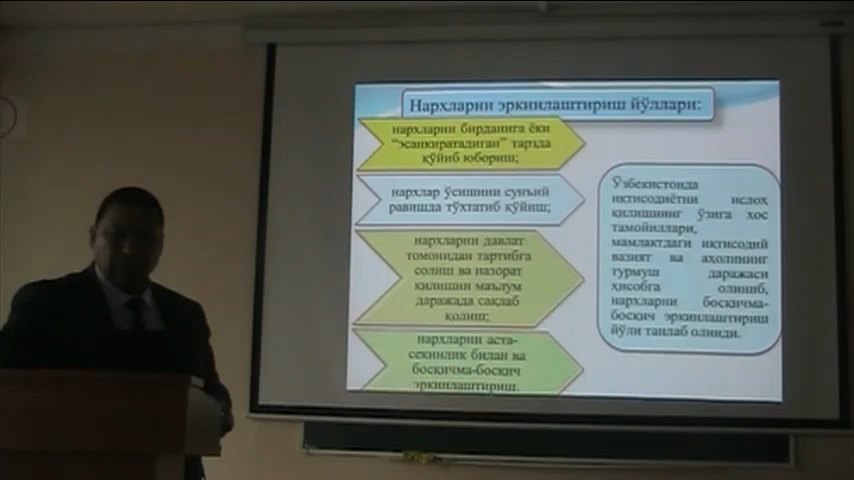 Нархларни эркинлаштириш йўллари:
нархларни бирданига ёки
“эсанкиратадиган” тарзда
қўйиб юбориш;
нархлар ўсишини сунъий
равишда тўхтатиб қўйиш;
нархларни давлат
томонидан тартибга
солиш ва назорат
қилишни маълум
даражада сақлаб
қолиш;
нархларни аста-
секинлик билан ва
босқичма-босқич
эркинлаштириш.
Ўзбекистонда
иқтисодиётни ислоҳ
қилишнинг ўзига хос
тамойиллари,
мамлактдаги иқтисодий
вазият ва аҳолининг
турмуш даражаси
ҳисобга олиниб,
нархларни босқичма-
босқич эркинлаштириш
йўли танлаб олинди.